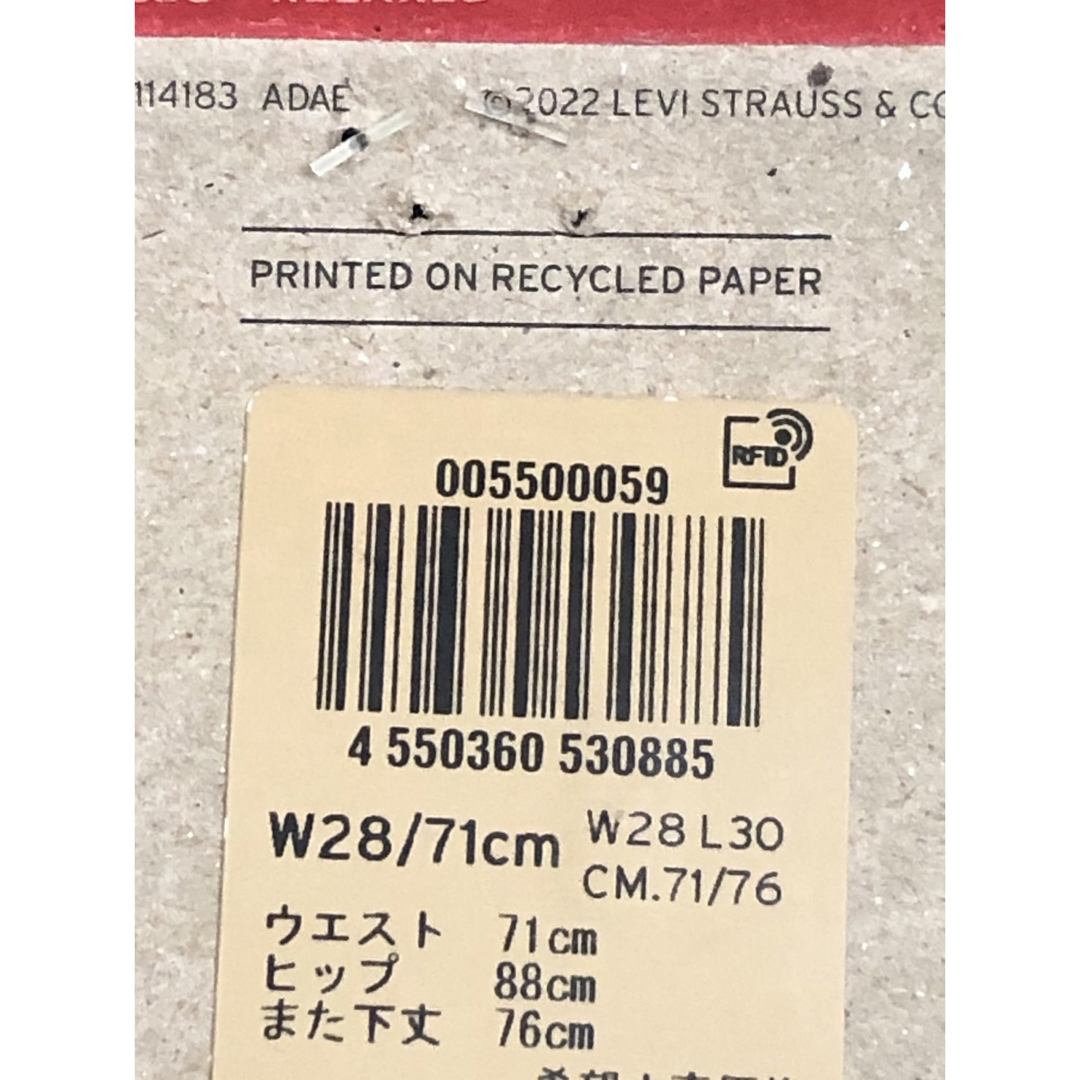 114183 ADAE ©2022 LEVI STRAUSS & CO
PRINTED ON RECYCLED PAPER
RFID
005500059
4 550360 530885
W28/71cm W28 L30
CM.71/76
ウエスト 71cm
ヒップ 88cm
また下丈 76cm